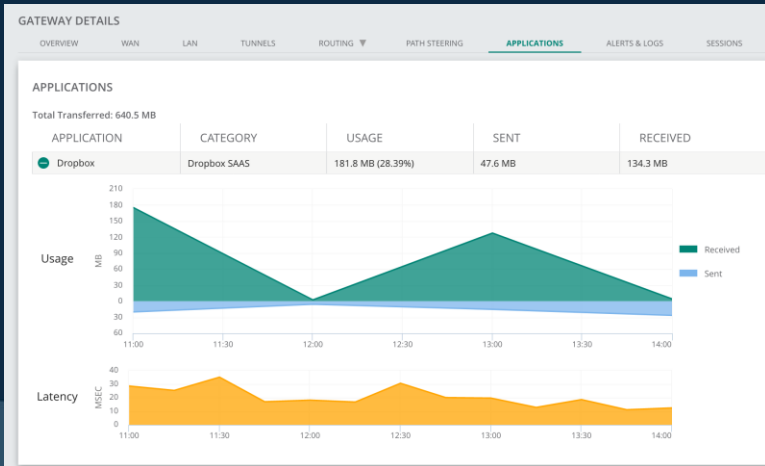 GATEWAY DETAILS
OVERVIEW WAN LAN TUNNELS ROUTING ▼ PATH STEERING APPLICATIONS ALERTS & LOGS SESSIONS
APPLICATIONS
Total Transferred: 640.5 MB
APPLICATION CATEGORY USAGE SENT RECEIVED
Dropbox Dropbox SAAS 181.8 MB (28.39%) 47.6 MB 134.3 MB
Usage
MB
210
180
150
120
90
60
30
0
30
60
11:00 11:30 12:00 12:30 13:00 13:30 14:00
Received
Sent
Latency
MSEC
40
30
20
10
0
11:00 11:30 12:00 12:30 13:00 13:30 14:00